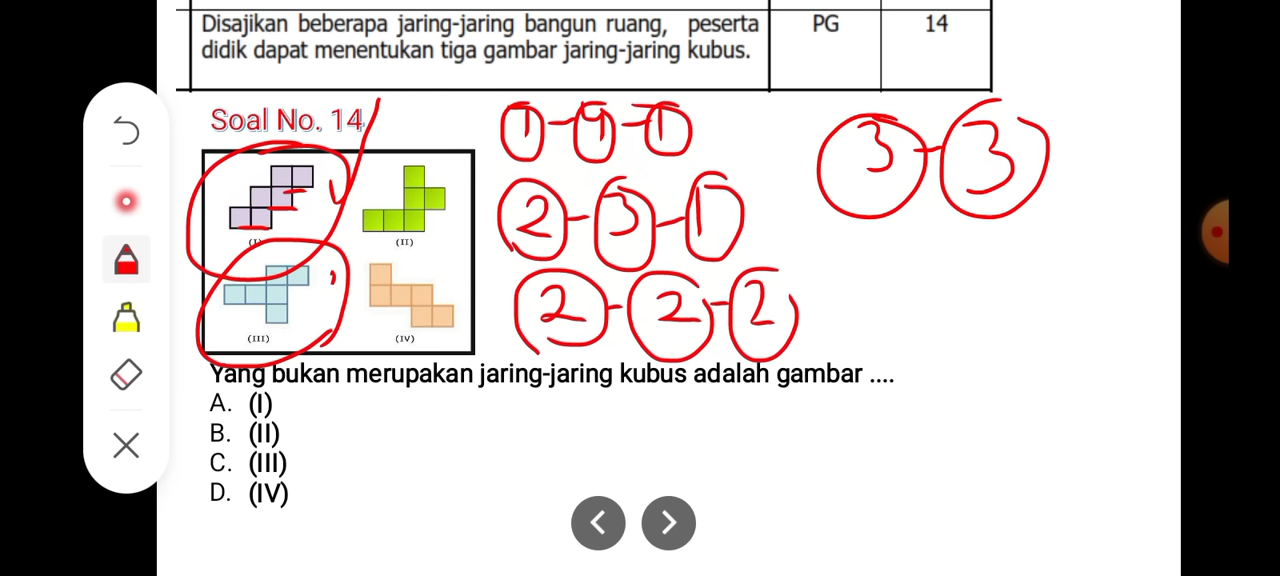 Disajikan beberapa jaring-jaring bangun ruang, peserta
didik dapat menentukan tiga gambar jaring-jaring kubus.
PG
14
Soal No. 14
(I)
(II)
(III)
(IV)
1-4-1
2-3-1
2-2-2
3-3
Yang bukan merupakan jaring-jaring kubus adalah gambar ....
A. (I)
B. (II)
C. (III)
D. (IV)